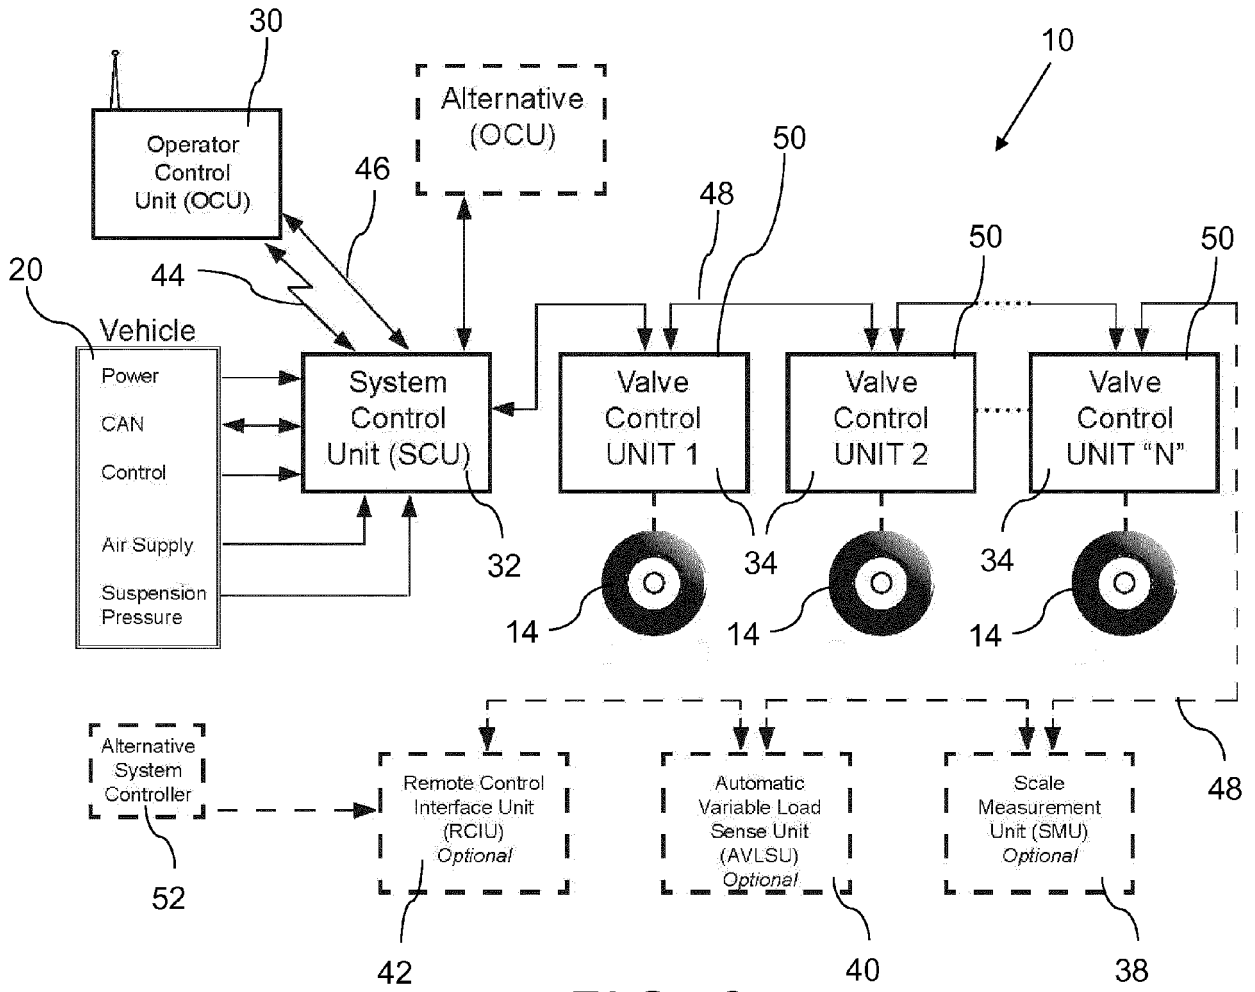 30
10
Alternative
(OCU)
Operator
Control
Unit (OCU)
50
46
48
50
50
20
44
Vehicle
Power
CAN
Control
Air Supply
Suspension
Pressure
System
Control
Unit (SCU)
Valve
Control
UNIT 1
Valve
Control
UNIT 2
Valve
Control
UNIT “N”
32
34
34
14
14
14
48
Alternative
System
Controller
Remote Control
Interface Unit
(RCIU)
Optional
Automatic
Variable Load
Sense Unit
(AVLSU)
Optional
Scale
Measurement
Unit (SMU)
Optional
52
42
40
38